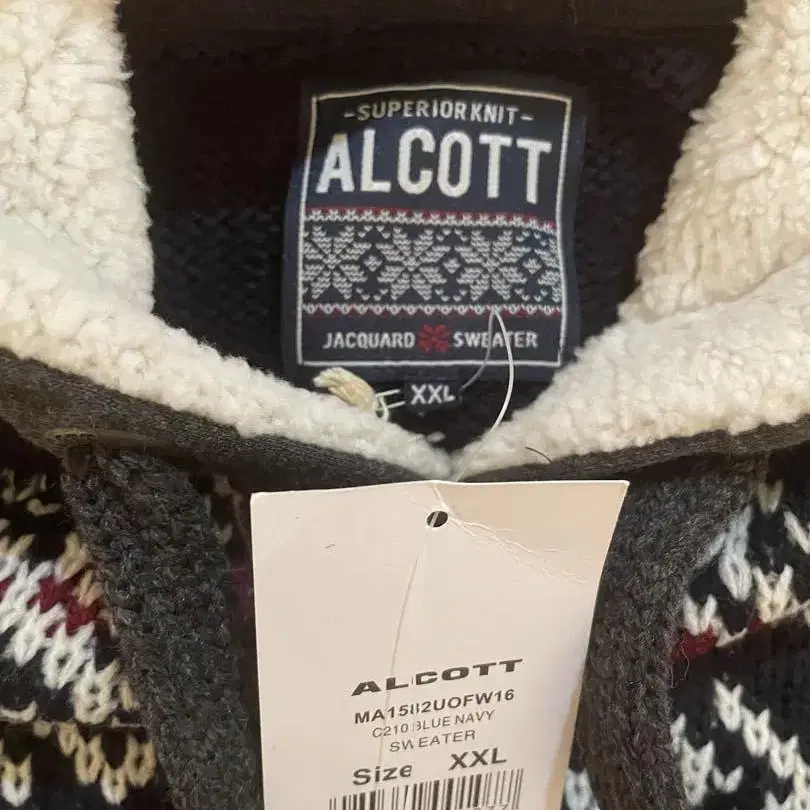 -SUPERIORKNIT-
ALCOTT
JACQUARD SWEATER
XXL
ALCOTT
MA1582UOFW16
C210 BLUE NAVY
SWEATER
Size XXL